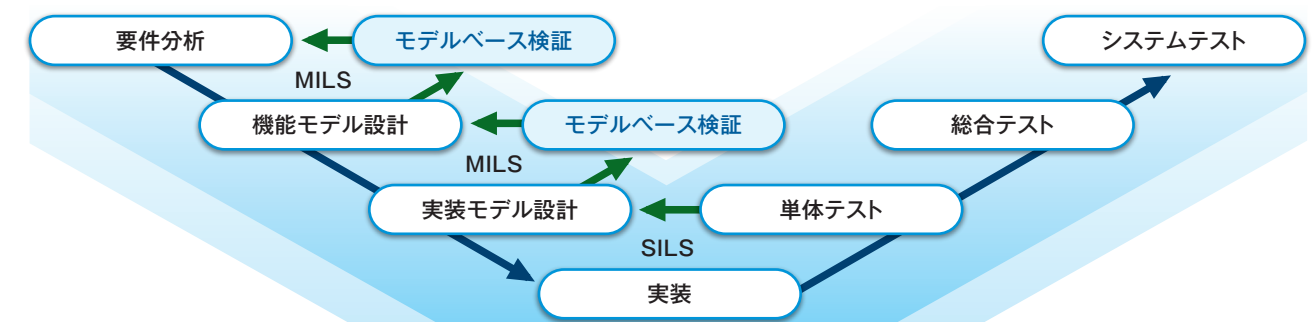 要件分析
モデルベース検証
システムテスト
MILS
機能モデル設計
モデルベース検証
総合テスト
MILS
実装モデル設計
単体テスト
SILS
実装